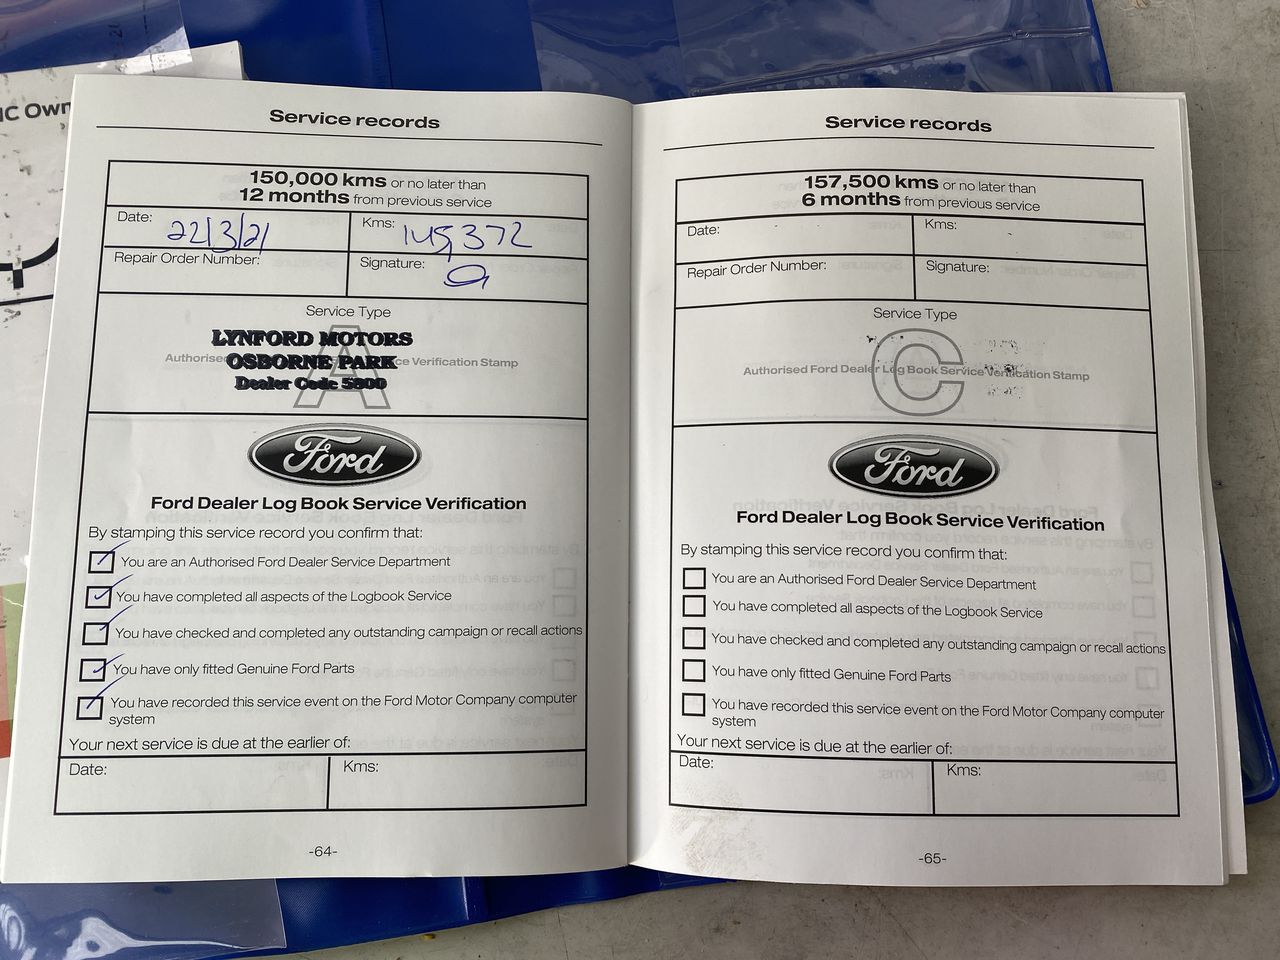 IC Own
Service records
150,000 kms or no later than
12 months from previous service
Date: 22/3/21
Kms: 145,372
Repair Order Number:
Signature:
Service Type
A
LYNFORD MOTORS
OSBORNE PARK
Dealer Code 5800
Authorised ce Verification Stamp
Ford
Ford Dealer Log Book Service Verification
By stamping this service record you confirm that:
You are an Authorised Ford Dealer Service Department
You have completed all aspects of the Logbook Service
You have checked and completed any outstanding campaign or recall actions
You have only fitted Genuine Ford Parts
You have recorded this service event on the Ford Motor Company computer
system
Your next service is due at the earlier of:
Date:
Kms:
-64-
Service records
157,500 kms or no later than
6 months from previous service
Date:
Kms:
Repair Order Number:
Signature:
Service Type
C
Authorised Ford Dealer Log Book Service Verification Stamp
Ford
Ford Dealer Log Book Service Verification
By stamping this service record you confirm that:
You are an Authorised Ford Dealer Service Department
You have completed all aspects of the Logbook Service
You have checked and completed any outstanding campaign or recall actions
You have only fitted Genuine Ford Parts
You have recorded this service event on the Ford Motor Company computer
system
Your next service is due at the earlier of:
Date:
Kms:
-65-